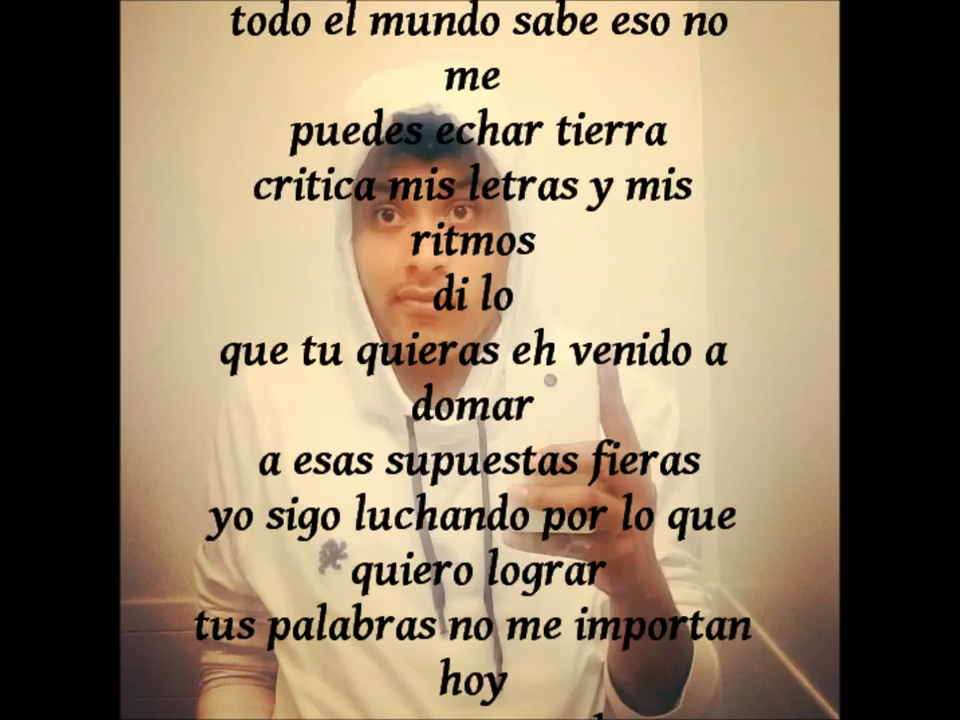 todo el mundo sabe eso no
me
puedes echar tierra
critica mis letras y mis
ritmos
di lo
que tu quieras eh venido a
domar
a esas supuestas fieras
yo sigo luchando por lo que
quiero lograr
tus palabras no me importan
hoy